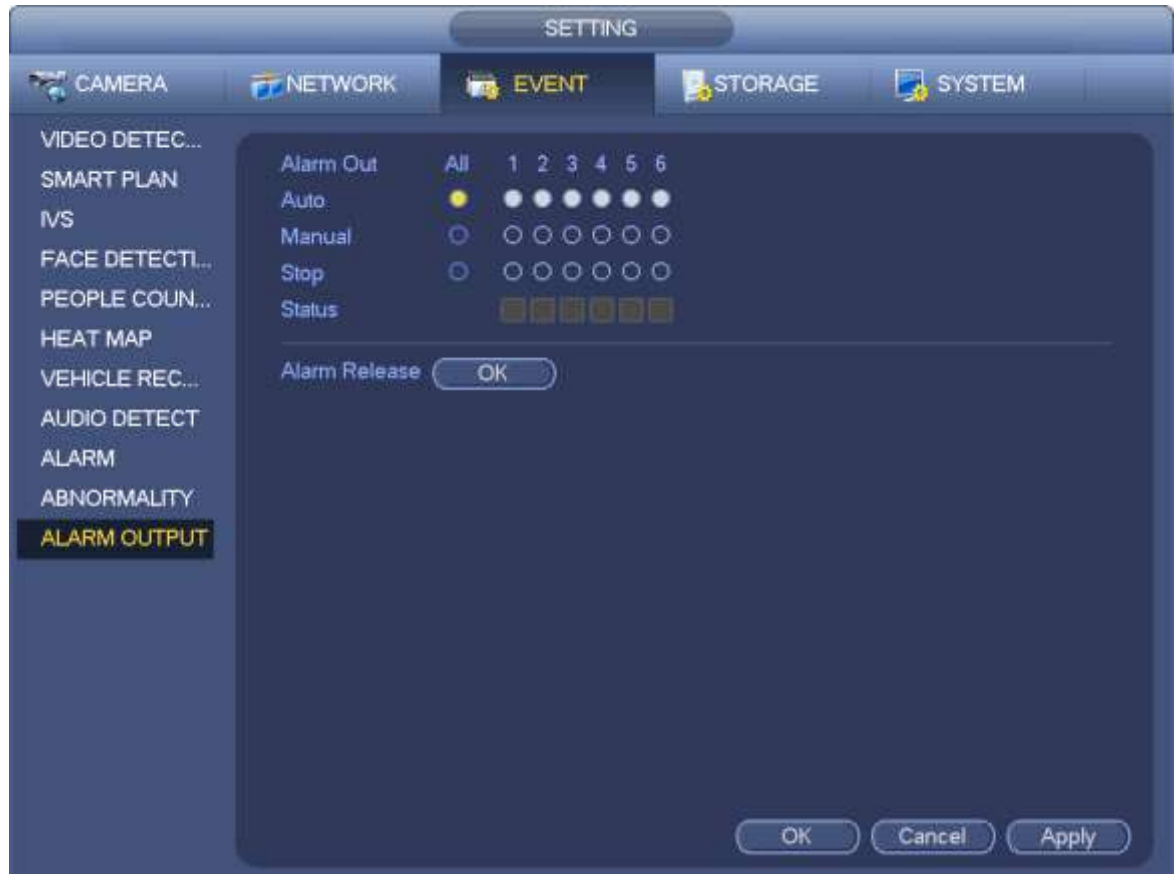 SETTING
CAMERA NETWORK EVENT STORAGE SYSTEM
VIDEO DETEC...
SMART PLAN
IVS
FACE DETECTI...
PEOPLE COUN...
HEAT MAP
VEHICLE REC...
AUDIO DETECT
ALARM
ABNORMALITY
ALARM OUTPUT
Alarm Out All 1 2 3 4 5 6
Auto
Manual
Stop
Status
Alarm Release OK
OK Cancel Apply